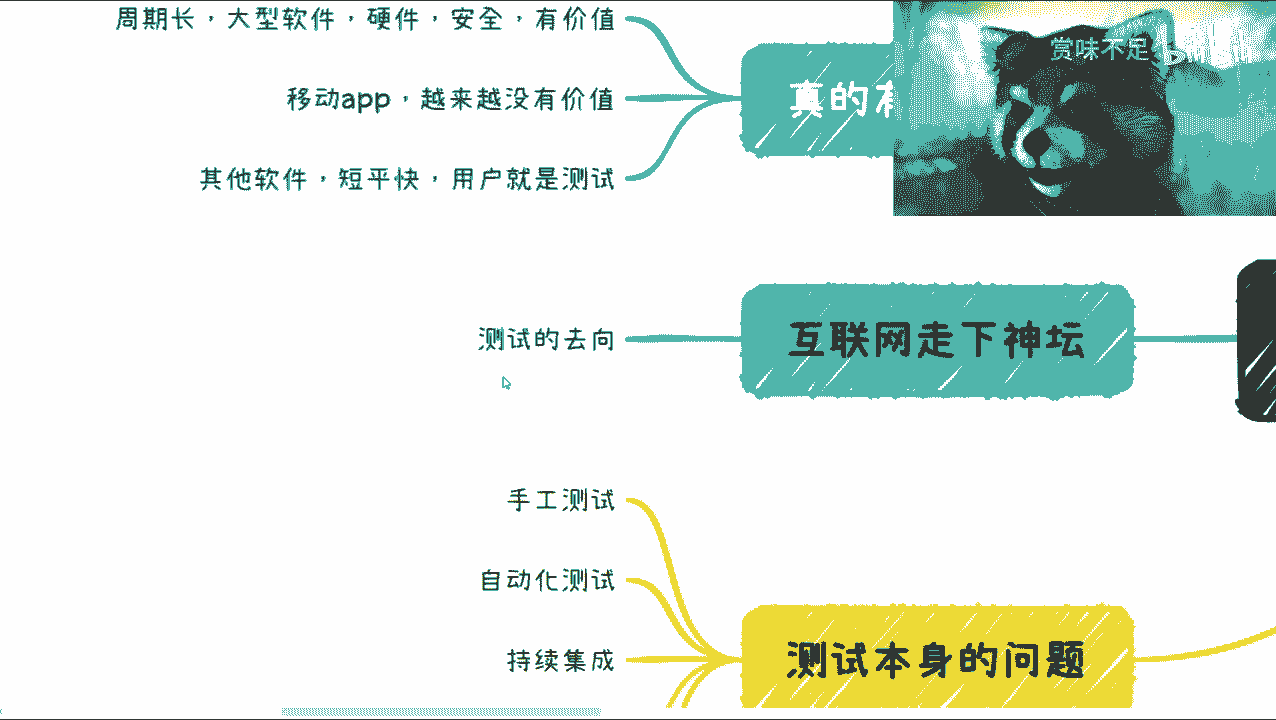 周期长，大型软件，硬件，安全，有价值
移动app，越来越没有价值
其他软件，短平快，用户就是测试
真的
赏味不足
测试的去向
互联网走下神坛
手工测试
自动化测试
持续集成
测试本身的问题